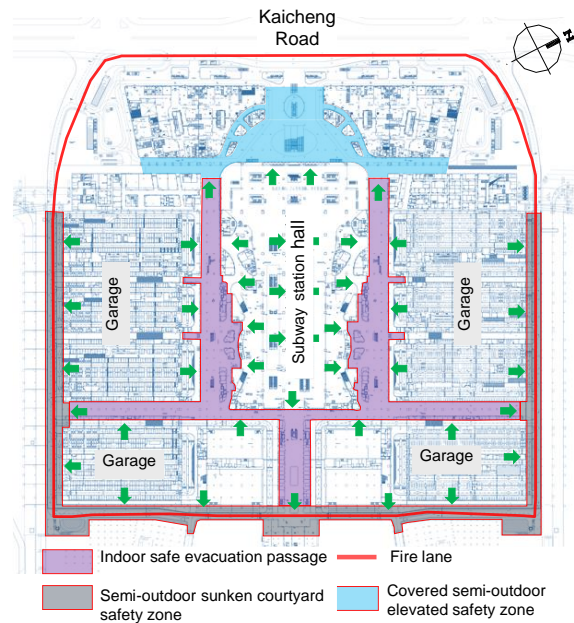 Kaicheng
Road
N
Garage
Subway station hall
Garage
Garage
Garage
Indoor safe evacuation passage
Fire lane
Semi-outdoor sunken courtyard
safety zone
Covered semi-outdoor
elevated safety zone